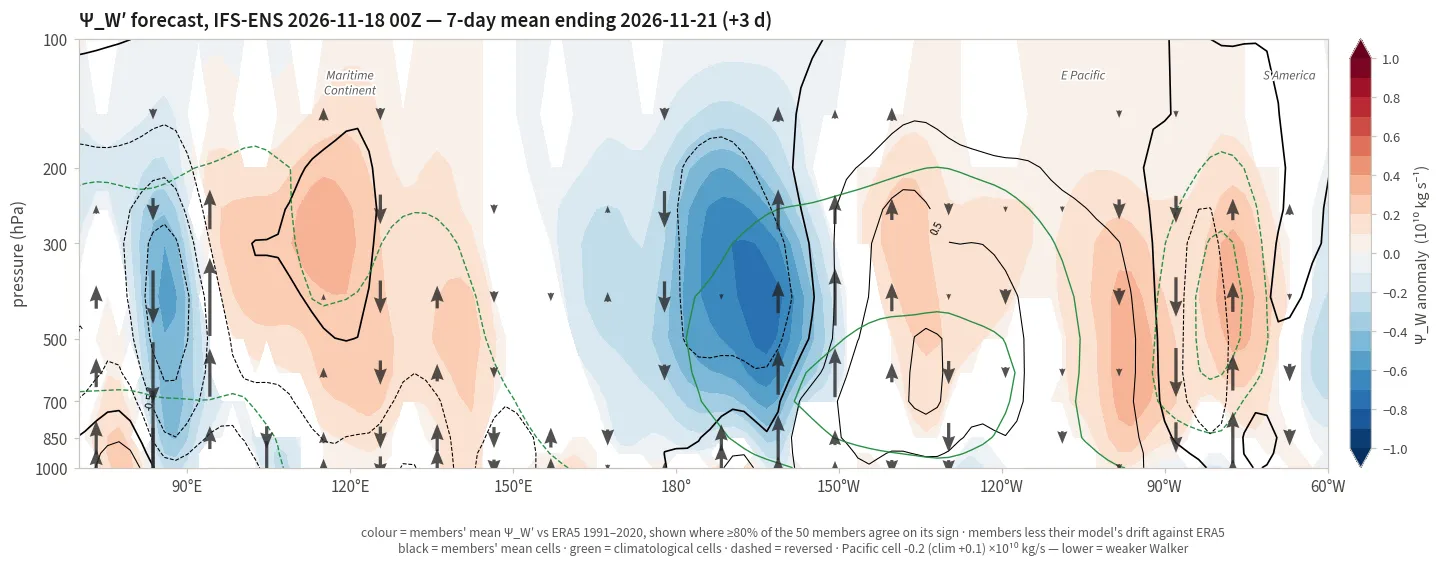 Ψ_W′ forecast, IFS-ENS 2026-11-18 00Z — 7-day mean ending 2026-11-21 (+3 d)
Maritime
Continent
E Pacific
S America
0.5
100
200
300
400
500
700
850
1000
pressure (hPa)
90°E
120°E
150°E
180°
150°W
120°W
90°W
60°W
1.0
0.8
0.6
0.4
0.2
0.0
−0.2
−0.4
−0.6
−0.8
−1.0
Ψ_W anomaly (10¹⁰ kg s⁻¹)
colour = members' mean Ψ_W′ vs ERA5 1991–2020, shown where ≥80% of the 50 members agree on its sign · members less their model's drift against ERA5
black = members' mean cells · green = climatological cells · dashed = reversed · Pacific cell -0.2 (clim +0.1) ×10¹⁰ kg/s — lower = weaker Walker